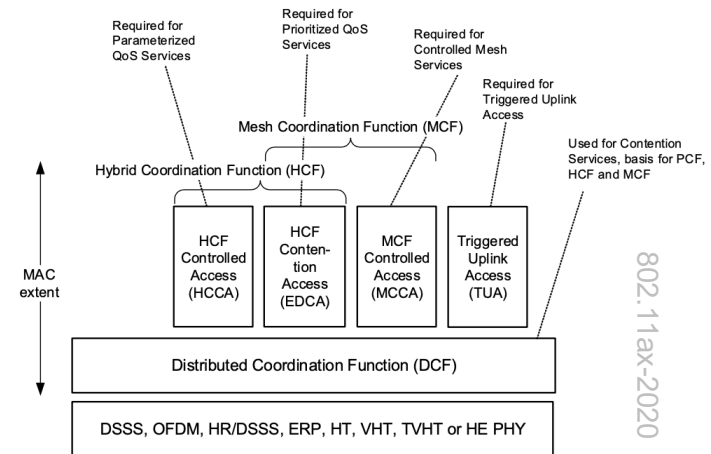 Required for
Parameterized
QoS Services
Required for
Prioritized QoS
Services
Required for
Controlled Mesh
Services
Required for
Triggered Uplink
Access
Used for Contention
Services, basis for PCF,
HCF and MCF
Mesh Coordination Function (MCF)
Hybrid Coordination Function (HCF)
MAC
extent
HCF
Controlled
Access
(HCCA)
HCF
Conten-
tion
Access
(EDCA)
MCF
Controlled
Access
(MCCA)
Triggered
Uplink
Access
(TUA)
Distributed Coordination Function (DCF)
DSSS, OFDM, HR/DSSS, ERP, HT, VHT, TVHT or HE PHY
802.11ax-2020